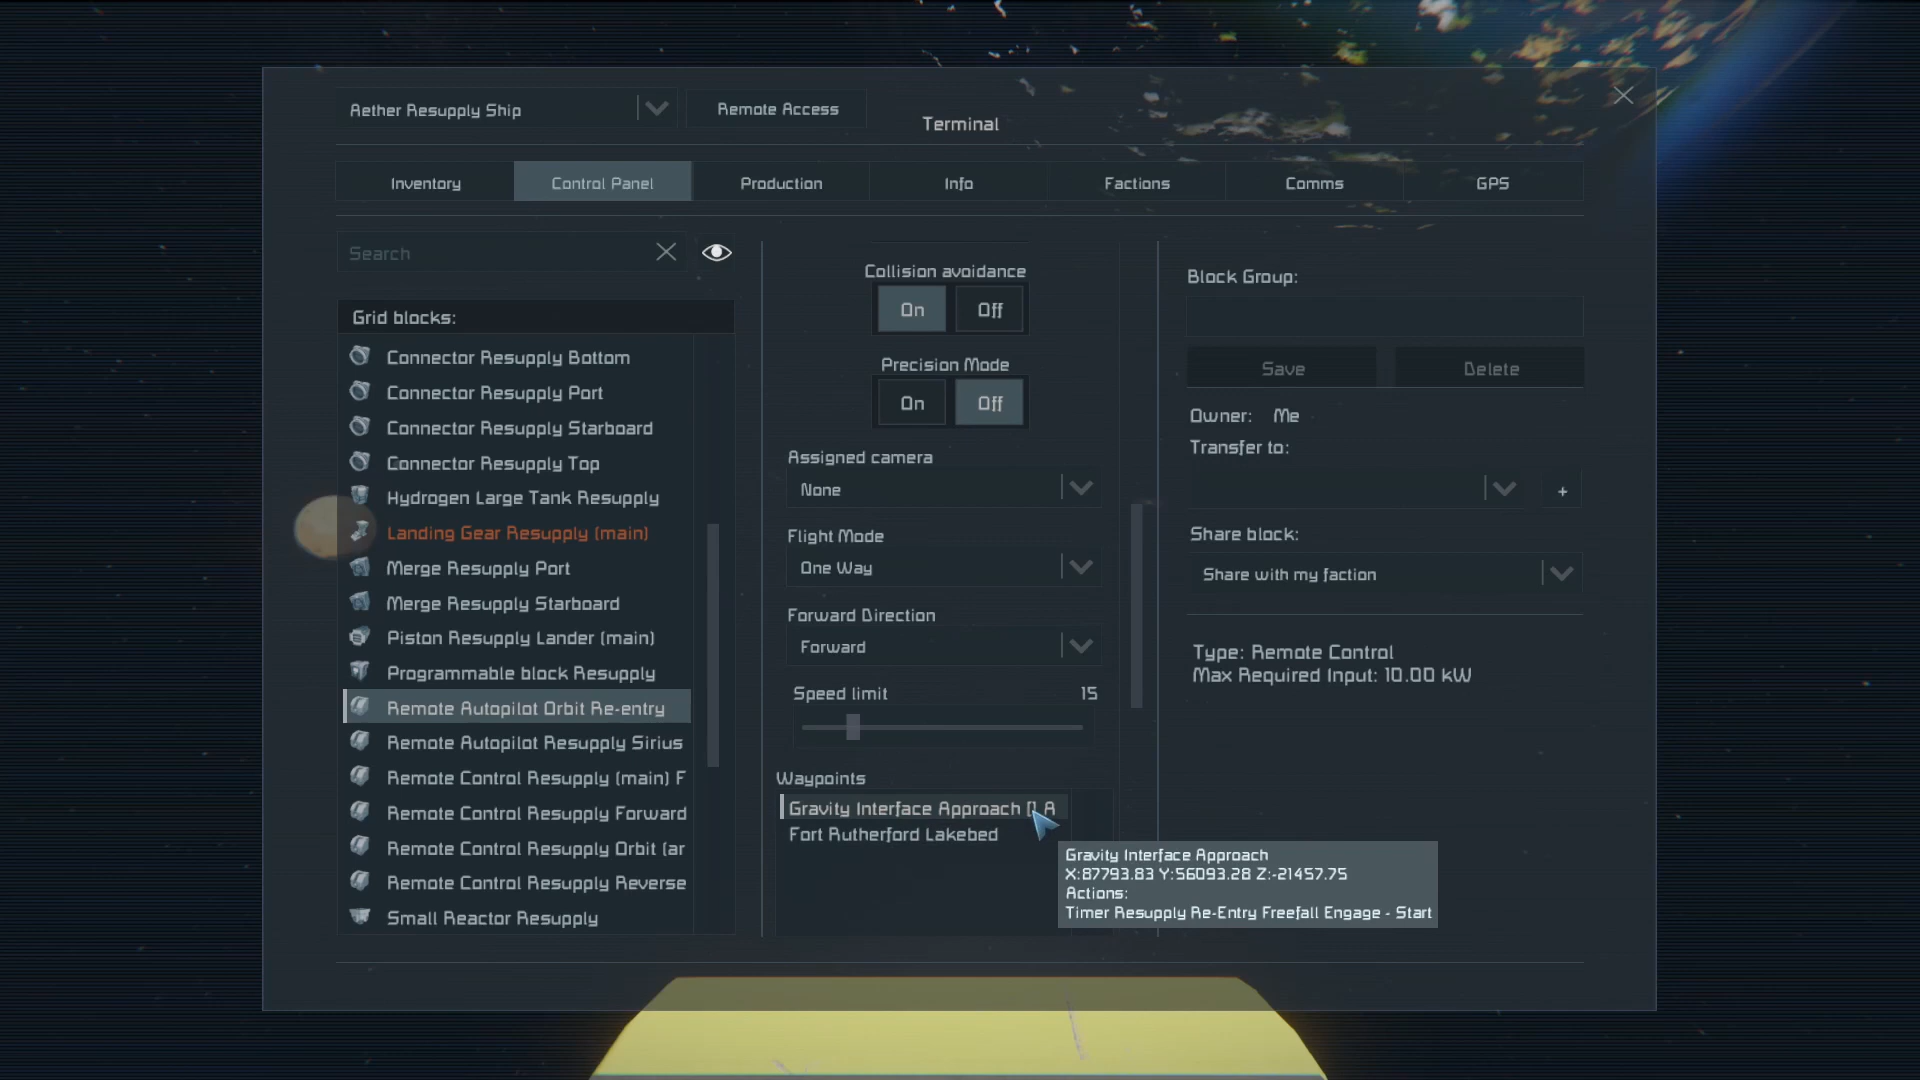 Aether Resupply Ship
Remote Access
Terminal
Inventory
Control Panel
Production
Info
Factions
Comms
GPS
Search
Grid blocks:
Connector Resupply Bottom
Connector Resupply Port
Connector Resupply Starboard
Connector Resupply Top
Hydrogen Large Tank Resupply
Landing Gear Resupply (main)
Merge Resupply Port
Merge Resupply Starboard
Piston Resupply Lander (main)
Programmable block Resupply
Remote Autopilot Orbit Re-entry
Remote Autopilot Resupply Sirius
Remote Control Resupply (main) F
Remote Control Resupply Forward
Remote Control Resupply Orbit (ar
Remote Control Resupply Reverse
Small Reactor Resupply
Collision avoidance
On Off
Precision Mode
On Off
Assigned camera
None
Flight Mode
One Way
Forward Direction
Forward
Speed limit 15
Waypoints
Gravity Interface Approach [] A
Fort Rutherford Lakebed
Gravity Interface Approach
X:87793.83 Y:56093.28 Z:-21457.75
Actions:
Timer Resupply Re-Entry Freefall Engage - Start
Block Group:
Save Delete
Owner: Me
Transfer to:
+
Share block:
Share with my faction
Type: Remote Control
Max Required Input: 10.00 kW